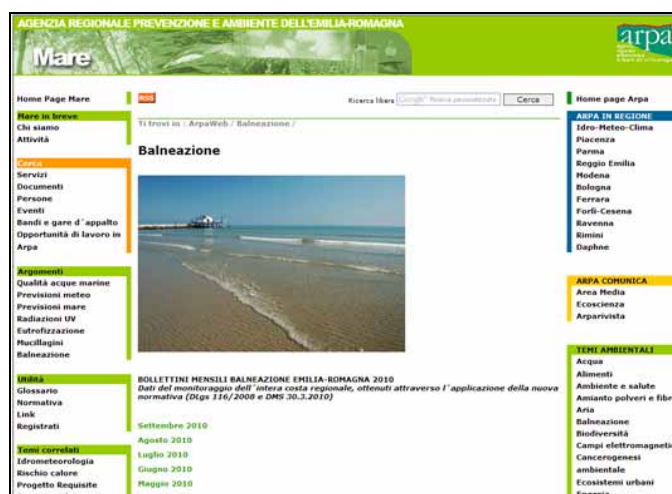 AGENZIA REGIONALE PREVENZIONE E AMBIENTE DELL'EMILIA-ROMAGNA
Mare
arpa
Home Page Mare
Mare in breve
Chi siamo
Attività
Cerca
Servizi
Documenti
Persone
Eventi
Bandi e gare d'appalto
Opportunità di lavoro in
Arpa
Argomenti
Qualità acque marine
Previsioni meteo
Previsioni mare
Radiazioni UV
Eutrofizzazione
Mucillagini
Balneazione
Utilità
Glossario
Normativa
Link
Registrati
Temi correlati
Idrometeorologia
Rischio calore
Progetto Requisite
RSS
Ricerca libera Google™ Ricerca personalizzata Cerca
Ti trovi in : ArpaWeb / Balneazione /
Balneazione
BOLLETTINI MENSILI BALNEAZIONE EMILIA-ROMAGNA 2010
Dati del monitoraggio dell'intera costa regionale, ottenuti attraverso l'applicazione della nuova
normativa (DLgs 116/2008 e DMS 30.3.2010)
Settembre 2010
Agosto 2010
Luglio 2010
Giugno 2010
Maggio 2010
Home page Arpa
ARPA IN REGIONE
Idro-Meteo-Clima
Piacenza
Parma
Reggio Emilia
Modena
Bologna
Ferrara
Forlì-Cesena
Ravenna
Rimini
Daphne
ARPA COMUNICA
Area Media
Ecoscienza
Arparivista
TEMI AMBIENTALI
Acqua
Alimenti
Ambiente e salute
Amianto polveri e fibre
Aria
Balneazione
Biodiversità
Campi elettromagnetic
Cancerogenesi
ambientale
Ecosistemi urbani
Energia